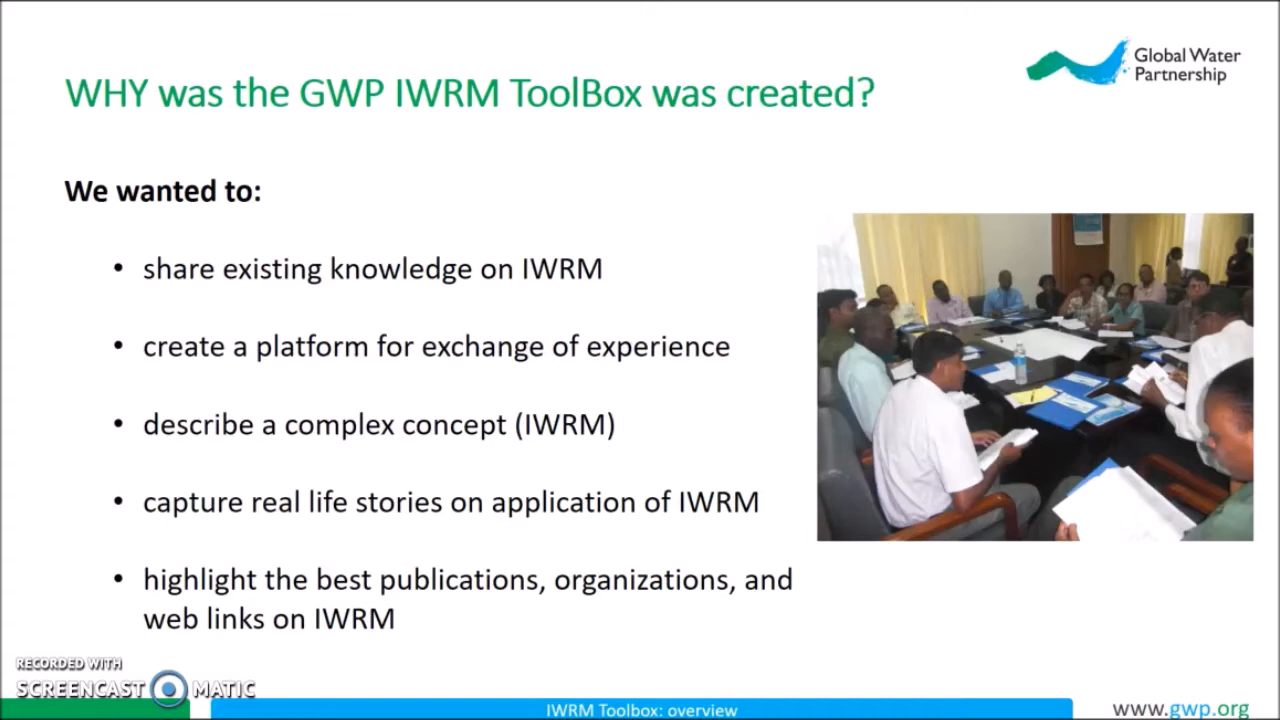 Global Water
Partnership
WHY was the GWP IWRM ToolBox was created?
We wanted to:
• share existing knowledge on IWRM
• create a platform for exchange of experience
• describe a complex concept (IWRM)
• capture real life stories on application of IWRM
• highlight the best publications, organizations, and
web links on IWRM
RECORDED WITH
SCREENCAST MATIC
IWRM Toolbox: overview
www.gwp.org